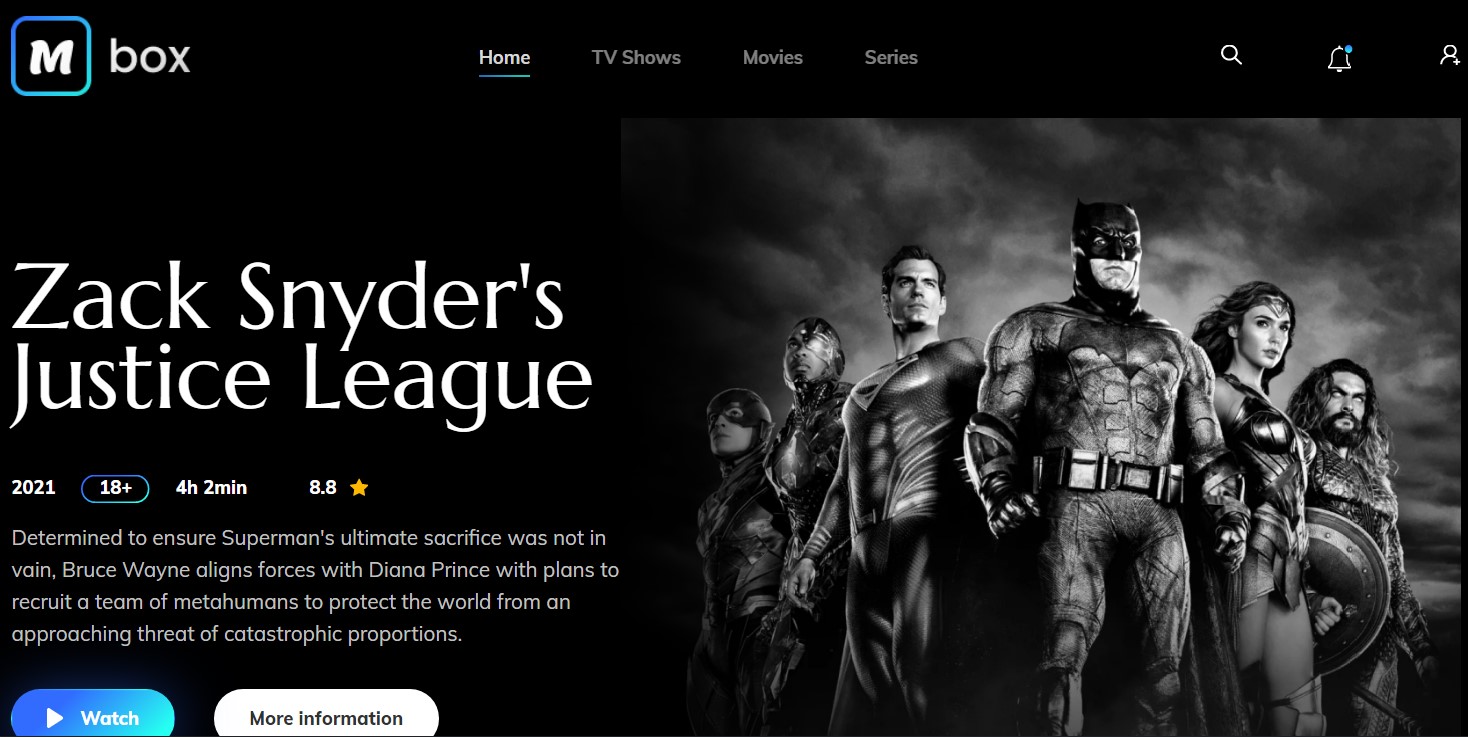 M box
Home TV Shows Movies Series
Zack Snyder's
Justice League
2021 18+ 4h 2min 8.8
Determined to ensure Superman's ultimate sacrifice was not in
vain, Bruce Wayne aligns forces with Diana Prince with plans to
recruit a team of metahumans to protect the world from an
approaching threat of catastrophic proportions.
Watch More information